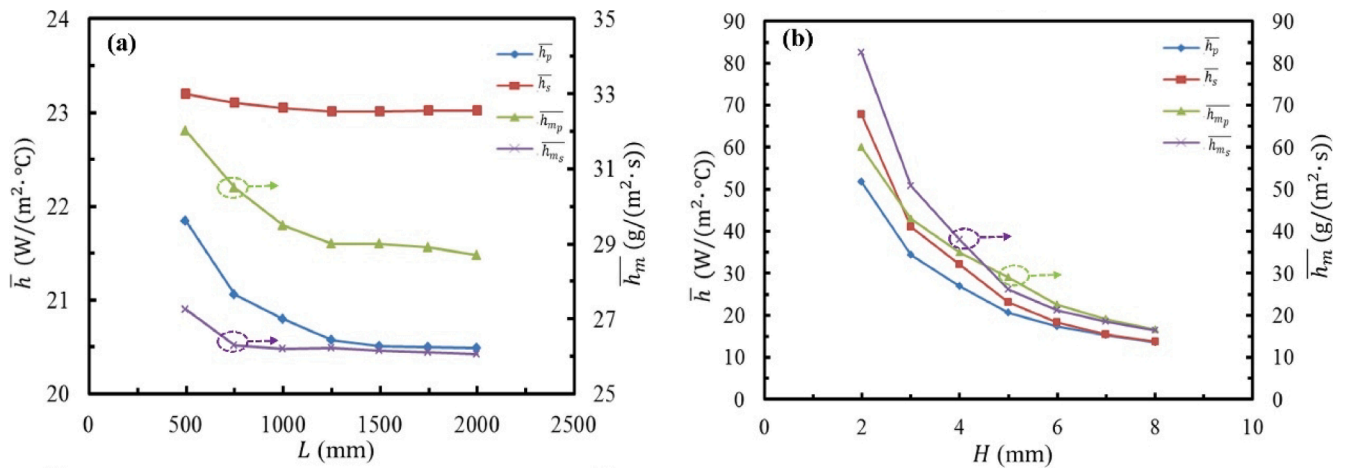 (a)
24
23
22
21
20
h̅ (W/(m²·°C))
35
33
31
29
27
25
h̅ₘ (g/(m²·s))
0 500 1000 1500 2000 2500
L (mm)
h̅ₚ
h̅ₛ
h̅ₘₚ
h̅ₘₛ
(b)
90
80
70
60
50
40
30
20
10
0
h̅ (W/(m²·°C))
90
80
70
60
50
40
30
20
10
0
h̅ₘ (g/(m²·s))
0 2 4 6 8 10
H (mm)
h̅ₚ
h̅ₛ
h̅ₘₚ
h̅ₘₛ